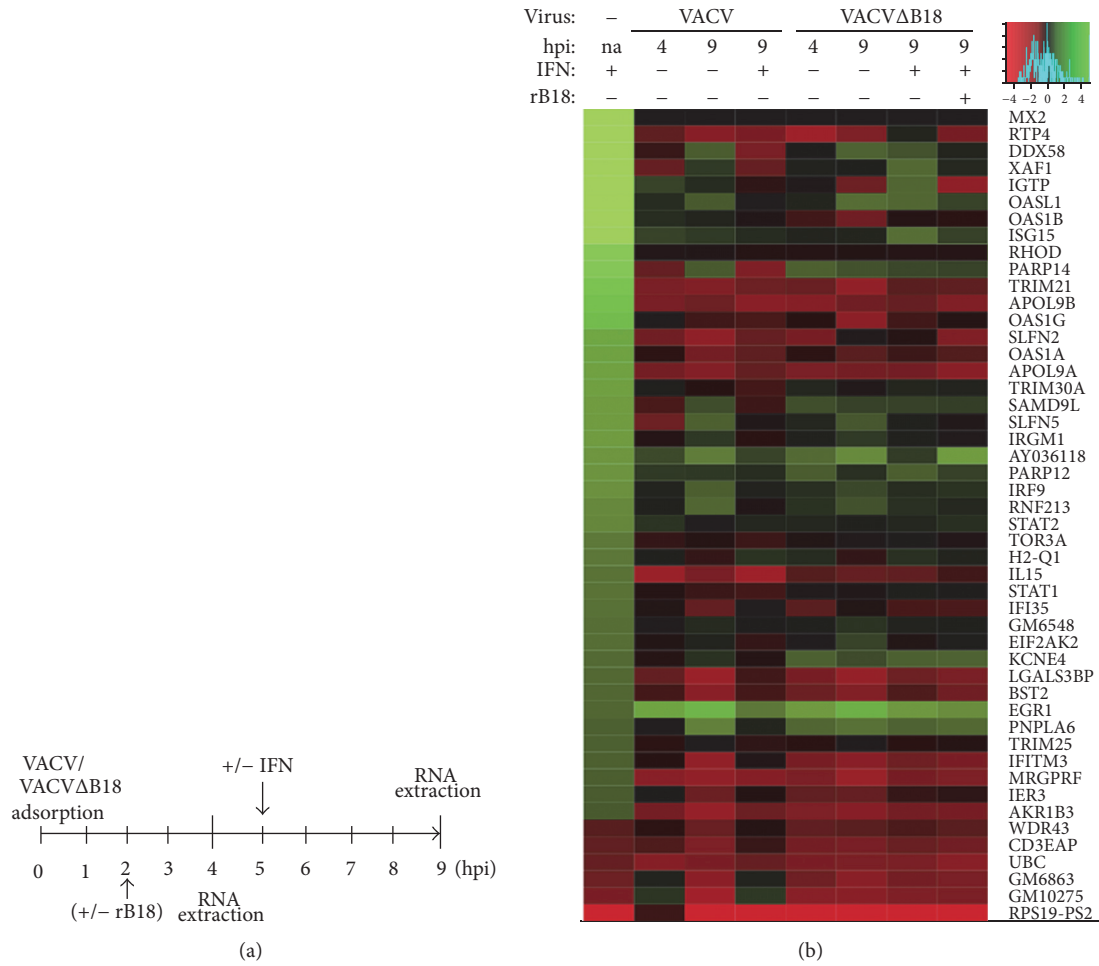 VACV/
VACVΔB18
adsorption
+/− IFN
RNA
extraction
0 1 2 3 4 5 6 7 8 9 (hpi)
(+/− rB18)
RNA
extraction
(a)
Virus: − VACV VACVΔB18
hpi: na 4 9 9 4 9 9 9
IFN: + − − + − − + +
rB18: − − − − − − − +
−4 −2 0 2 4
MX2
RTP4
DDX58
XAF1
IGTP
OASL1
OAS1B
ISG15
RHOD
PARP14
TRIM21
APOL9B
OAS1G
SLFN2
OAS1A
APOL9A
TRIM30A
SAMD9L
SLFN5
IRGM1
AY036118
PARP12
IRF9
RNF213
STAT2
TOR3A
H2-Q1
IL15
STAT1
IFI35
GM6548
EIF2AK2
KCNE4
LGALS3BP
BST2
EGR1
PNPLA6
TRIM25
IFITM3
MRGPRF
IER3
AKR1B3
WDR43
CD3EAP
UBC
GM6863
GM10275
RPS19-PS2
(b)